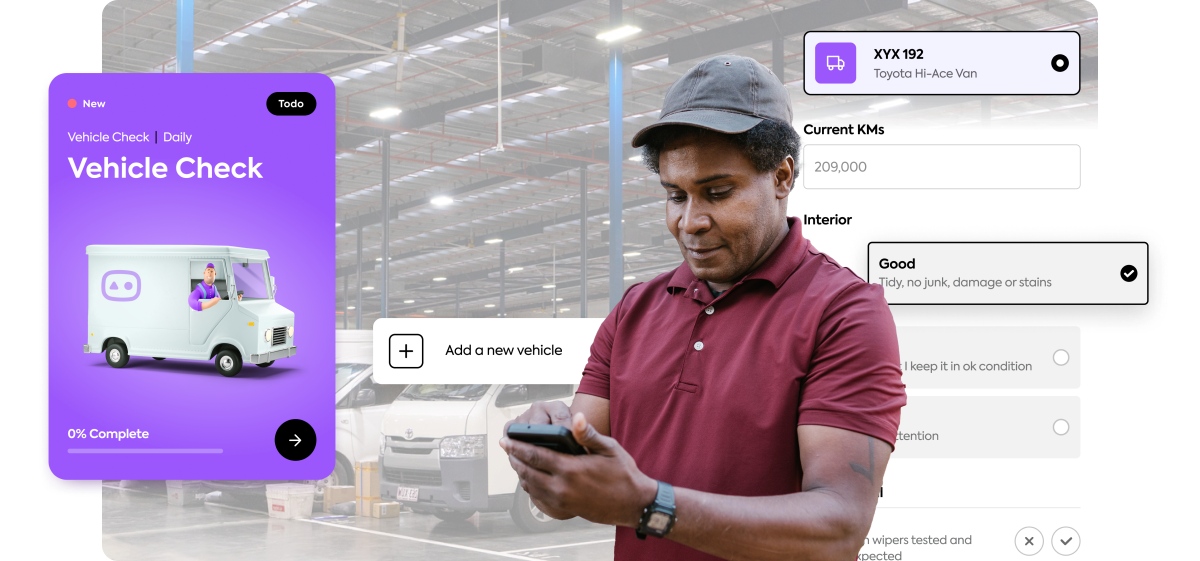 New
Todo
Vehicle Check | Daily
Vehicle Check
0% Complete
Add a new vehicle
XYX 192
Toyota Hi-Ace Van
Current KMs
209,000
Interior
Good
Tidy, no junk, damage or stains
I keep it in ok condition
wipers tested and